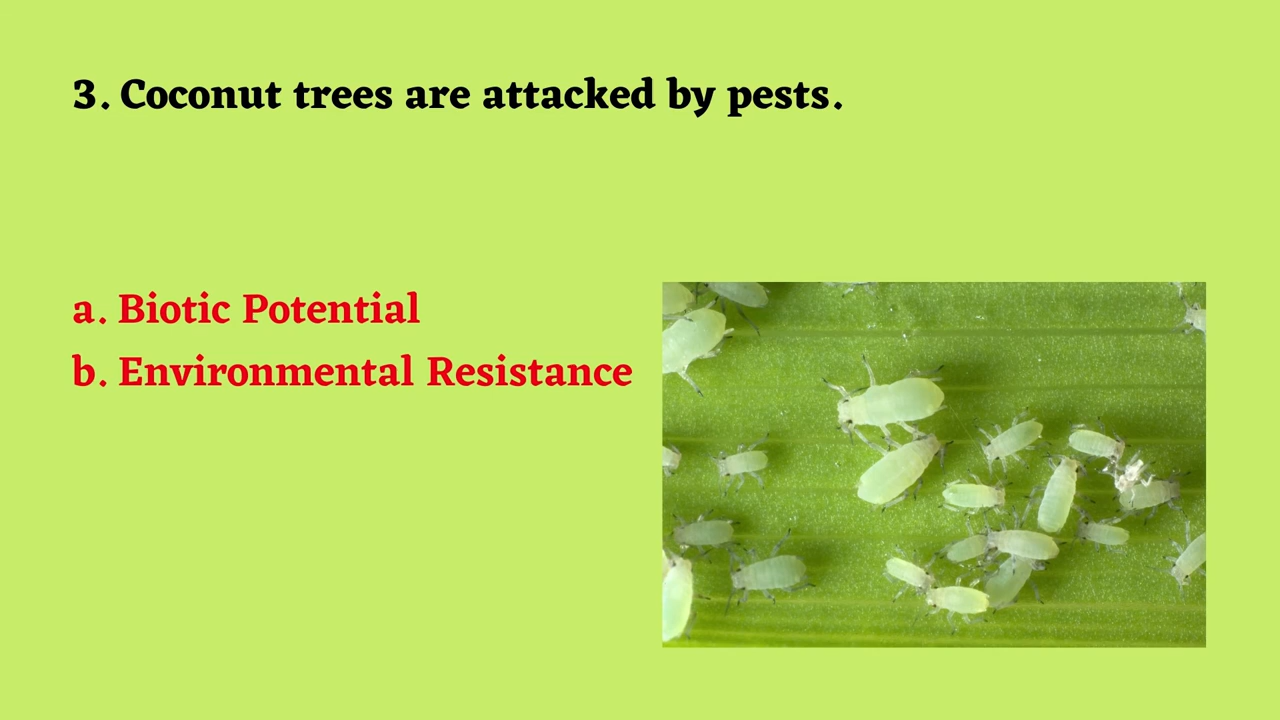 3. Coconut trees are attacked by pests.
a. Biotic Potential
b. Environmental Resistance